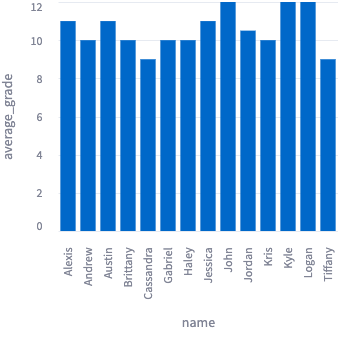 12
10
8
6
4
2
0
average_grade
Alexis
Andrew
Austin
Brittany
Cassandra
Gabriel
Haley
Jessica
John
Jordan
Kris
Kyle
Logan
Tiffany
name